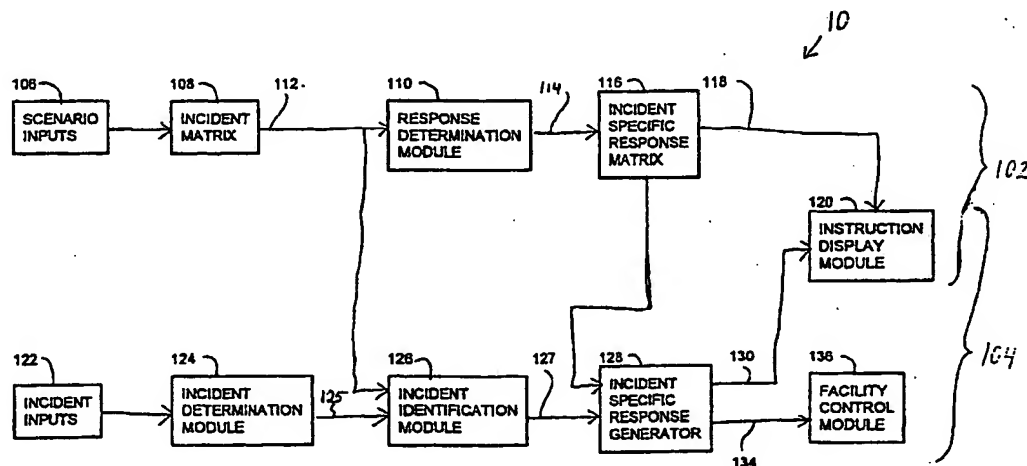 10
106
SCENARIO
INPUTS
108
INCIDENT
MATRIX
112
110
RESPONSE
DETERMINATION
MODULE
114
116
INCIDENT
SPECIFIC
RESPONSE
MATRIX
118
102
120
INSTRUCTION
DISPLAY
MODULE
104
122
INCIDENT
INPUTS
124
INCIDENT
DETERMINATION
MODULE
125
126
INCIDENT
IDENTIFICATION
MODULE
127
128
INCIDENT
SPECIFIC
RESPONSE
GENERATOR
130
134
136
FACILITY
CONTROL
MODULE